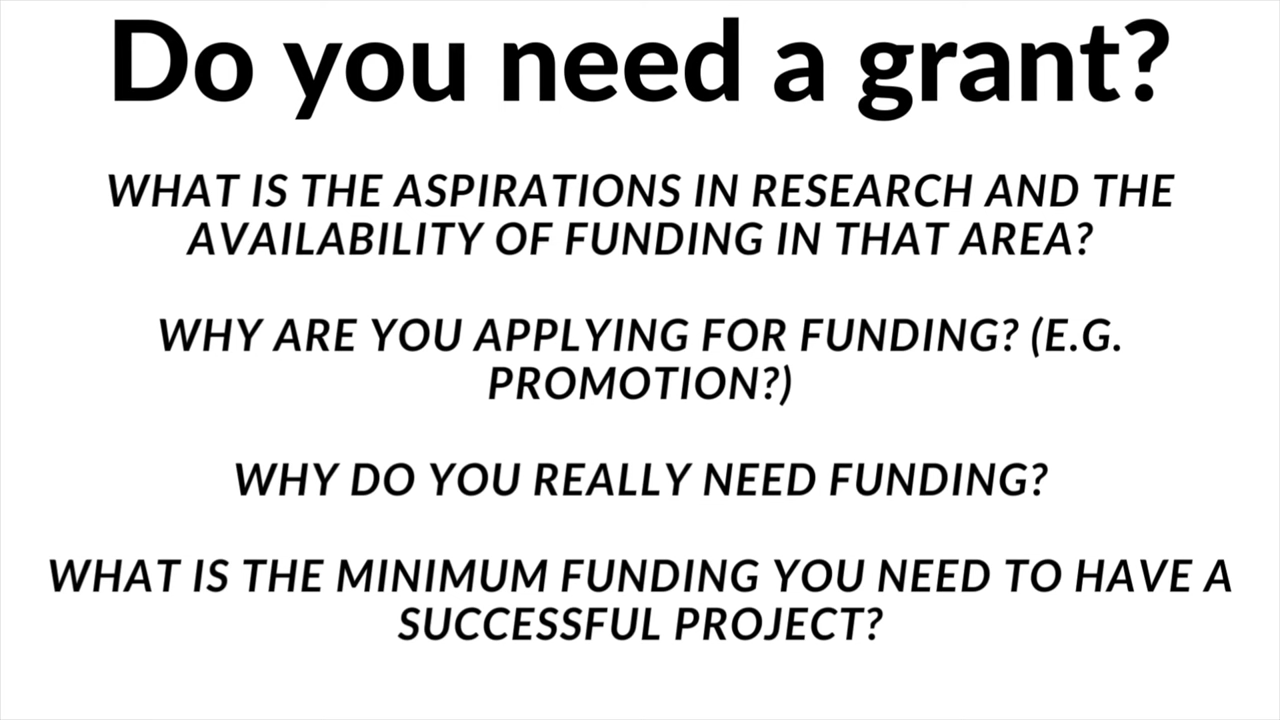 Do you need a grant?
WHAT IS THE ASPIRATIONS IN RESEARCH AND THE
AVAILABILITY OF FUNDING IN THAT AREA?
WHY ARE YOU APPLYING FOR FUNDING? (E.G.
PROMOTION?)
WHY DO YOU REALLY NEED FUNDING?
WHAT IS THE MINIMUM FUNDING YOU NEED TO HAVE A
SUCCESSFUL PROJECT?